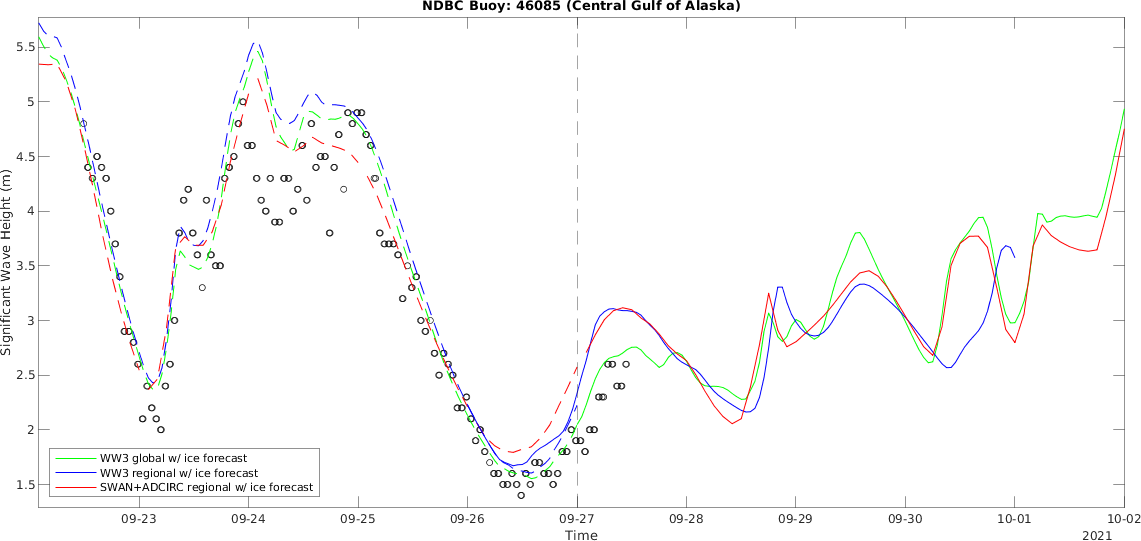 NDBC Buoy: 46085 (Central Gulf of Alaska)
Significant Wave Height (m)
5.5
5
4.5
4
3.5
3
2.5
2
1.5
WW3 global w/ ice forecast
WW3 regional w/ ice forecast
SWAN+ADCIRC regional w/ ice forecast
09-23 09-24 09-25 09-26 09-27 09-28 09-29 09-30 10-01 10-02
Time
2021